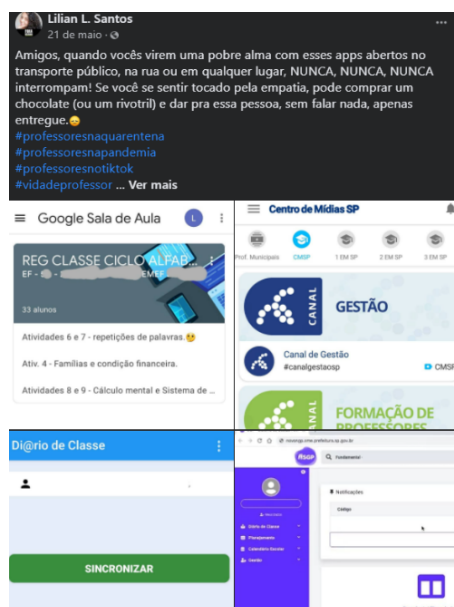 Lilian L. Santos
21 de maio ·
Amigos, quando vocês virem uma pobre alma com esses apps abertos no
transporte público, na rua ou em qualquer lugar, NUNCA, NUNCA, NUNCA
interrompam! Se você se sentir tocado pela empatia, pode comprar um
chocolate (ou um rivotril) e dar pra essa pessoa, sem falar nada, apenas
entregue.😞
#professoresnaquarentena
#professoresnapandemia
#professoresnotiktok
#vidadeprofessor ... Ver mais
Google Sala de Aula
L
REG CLASSE CICLO ALFAB...
EF - EMEF
33 alunos
Atividades 6 e 7 - repetições de palavras.
Ativ. 4 - Famílias e condição financeira.
Atividades 8 e 9 - Cálculo mental e Sistema de ...
Centro de Mídias SP
Prof. Municipais
CMSP
1 EM SP
2 EM SP
3 EM SP
CANAL
GESTÃO
Canal de Gestão
#canalgestaosp
CMSP
CANAL
FORMAÇÃO DE
PROFESSORES
Di@rio de Classe
SINCRONIZAR
SGP
Fundamental
Notificações
Código
Diário de Classe
Planejamento
Calendário Escolar
Gestão